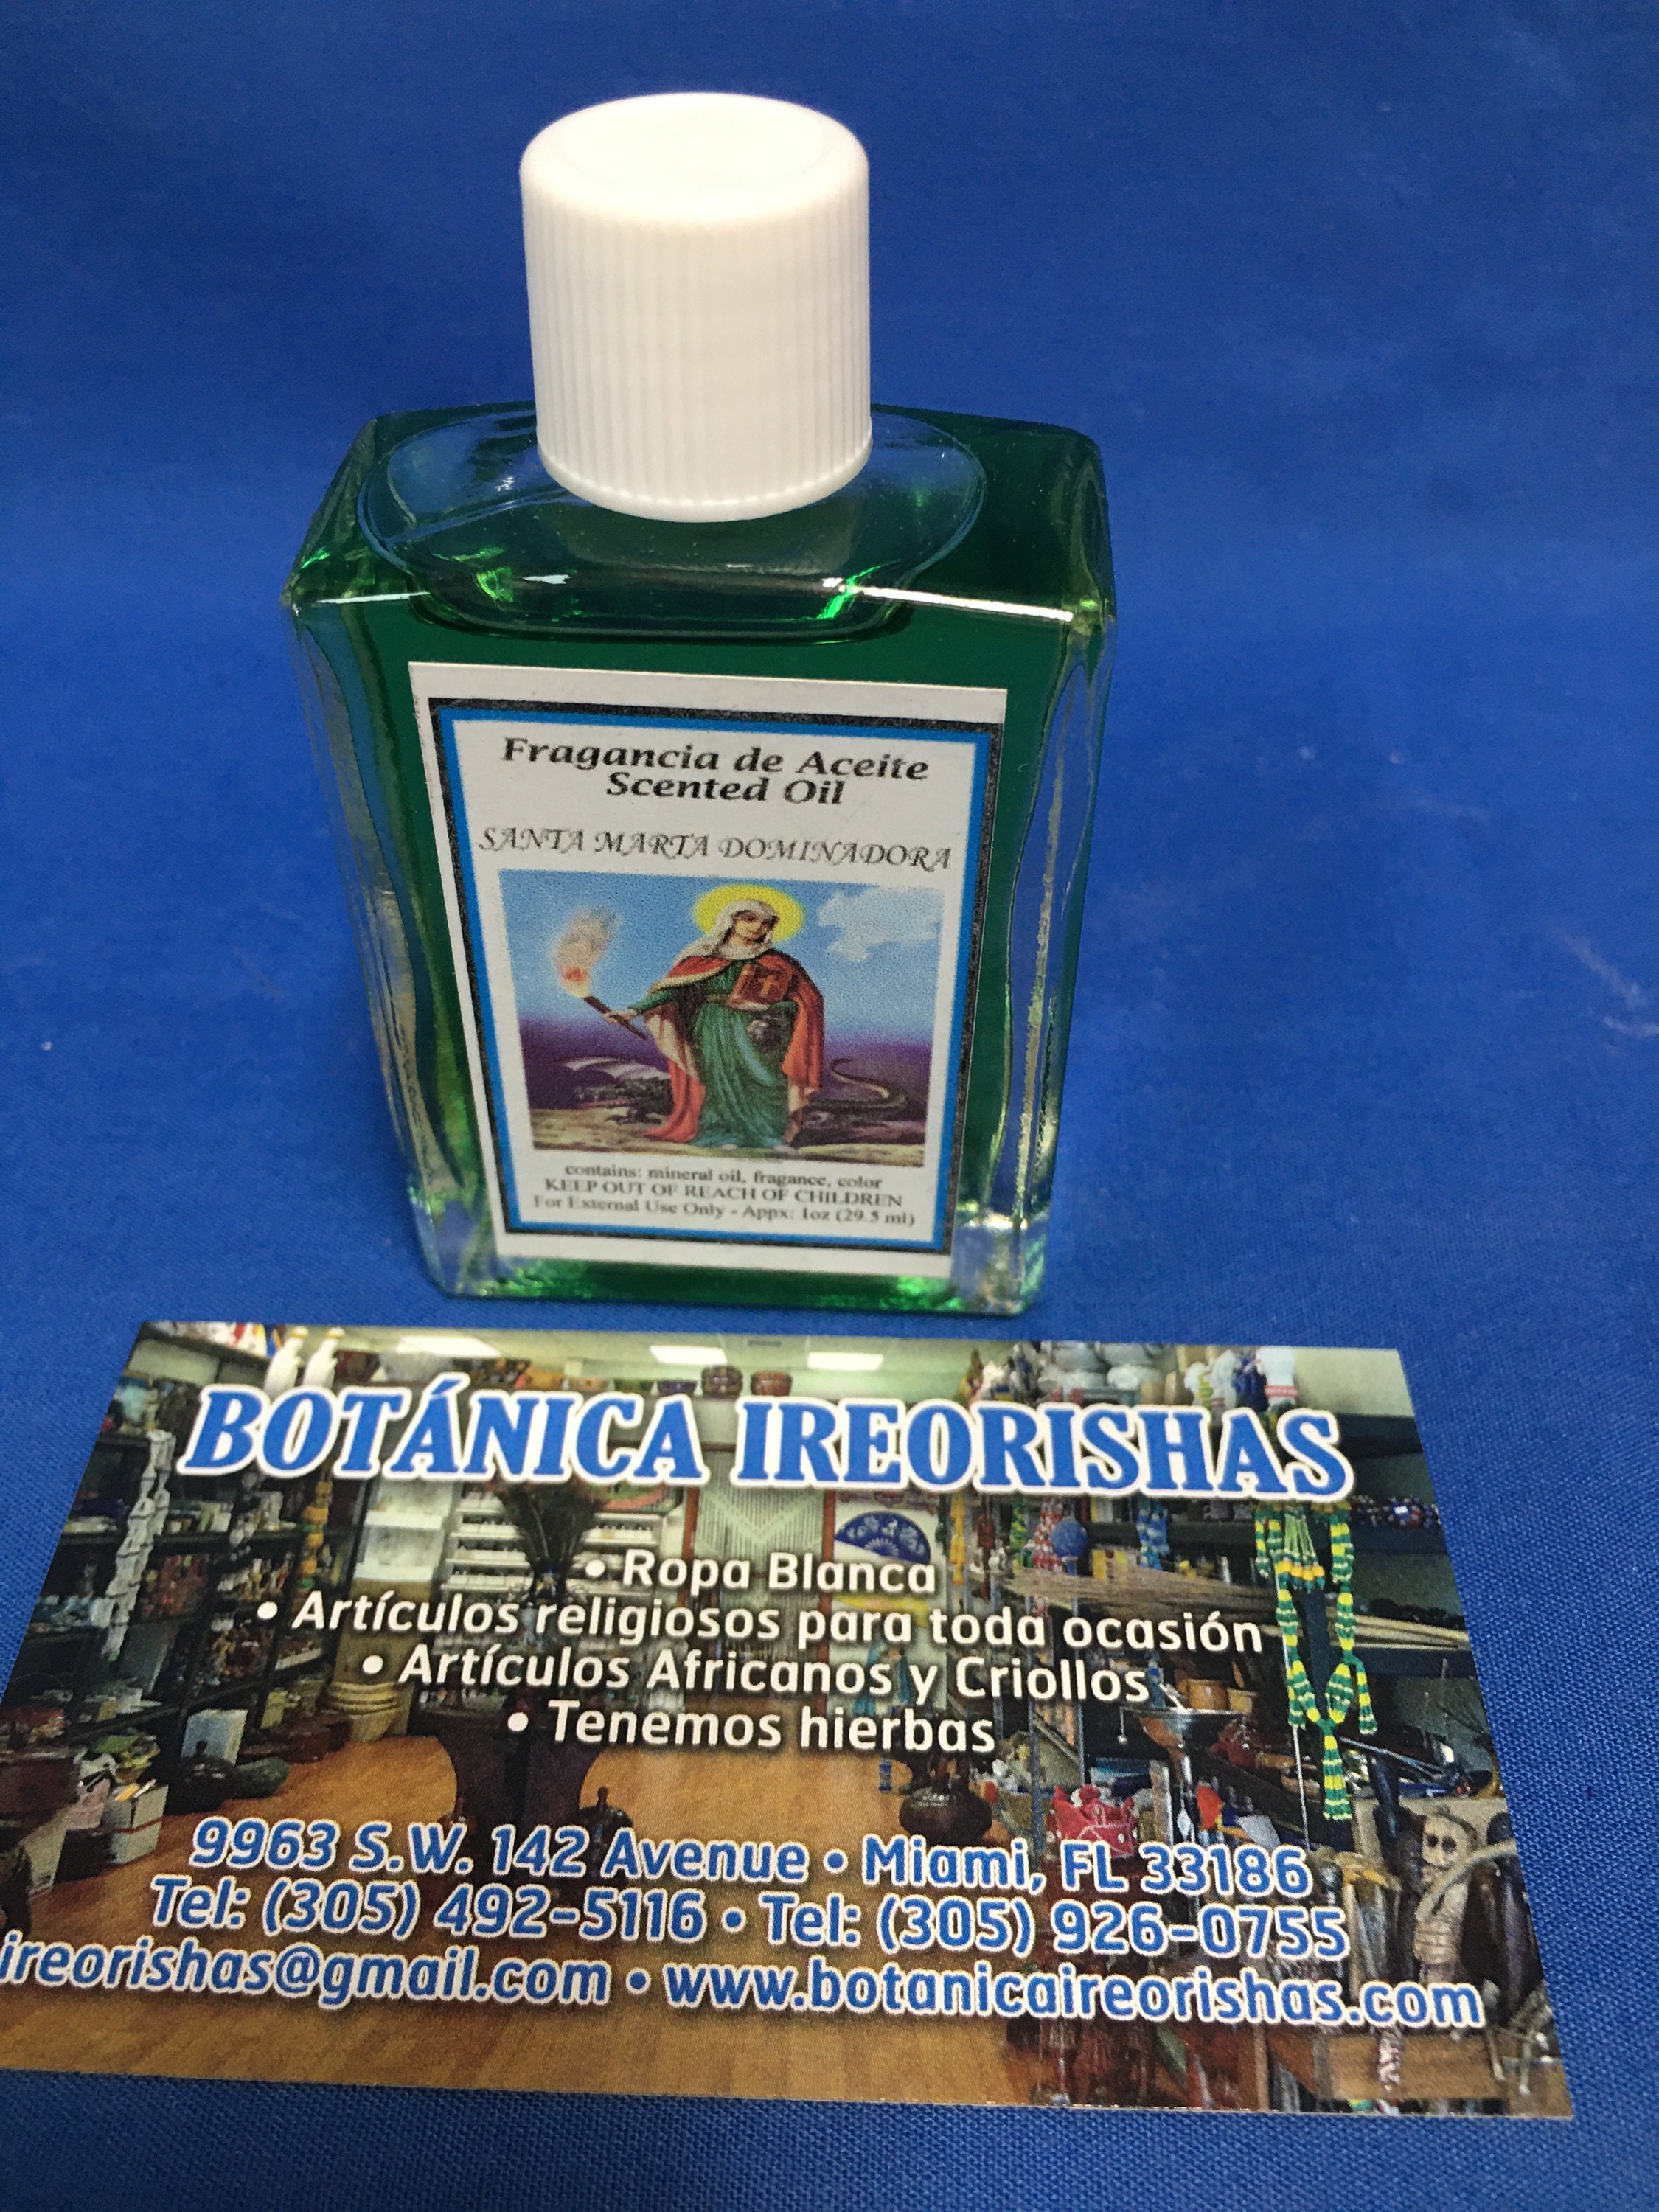 Fragancia de Aceite
Scented Oil
SANTA MARTA DOMINADORA
contains: mineral oil, fragance, color
KEEP OUT OF REACH OF CHILDREN
For External Use Only - Appx: 1oz (29.5 ml)
BOTÁNICA IREORISHAS
• Ropa Blanca
• Artículos religiosos para toda ocasión
• Artículos Africanos y Criollos
• Tenemos hierbas
9963 S.W. 142 Avenue • Miami, FL 33186
Tel: (305) 492-5116 • Tel: (305) 926-0755
ireorishas@gmail.com • www.botanicaireorishas.com